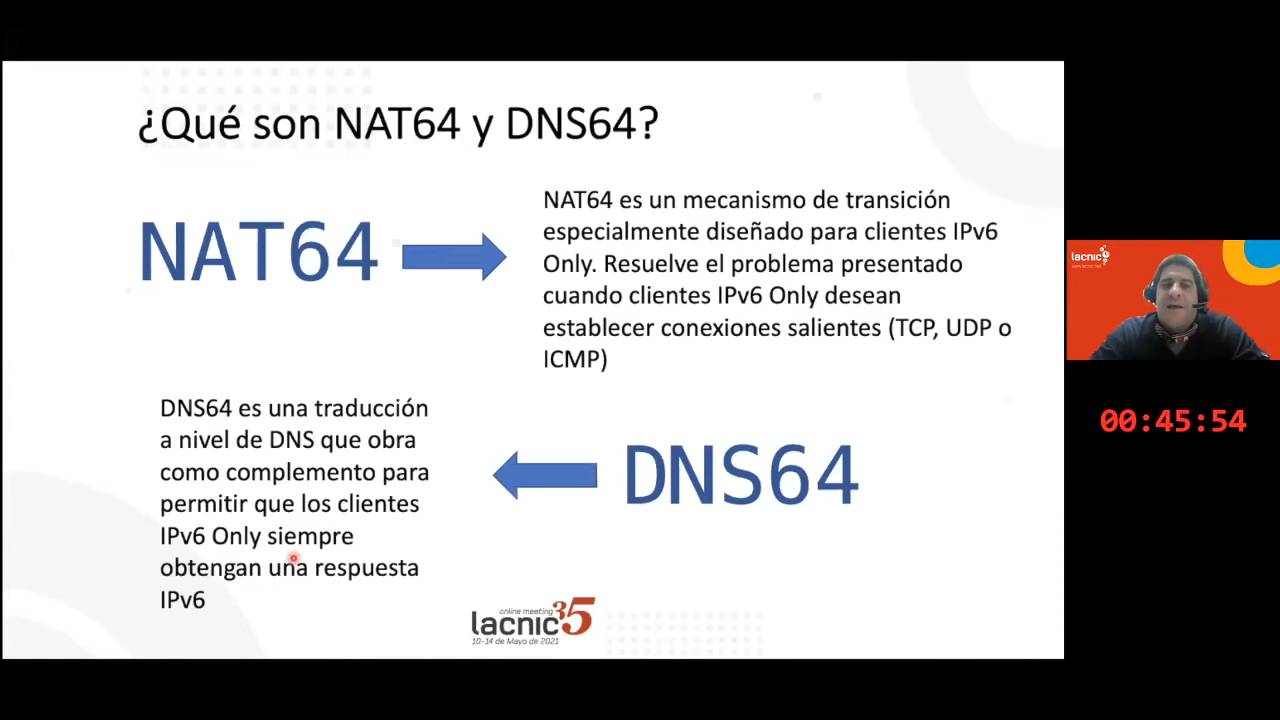 ¿Qué son NAT64 y DNS64?
NAT64
NAT64 es un mecanismo de transición
especialmente diseñado para clientes IPv6
Only. Resuelve el problema presentado
cuando clientes IPv6 Only desean
establecer conexiones salientes (TCP, UDP o
ICMP)
DNS64 es una traducción
a nivel de DNS que obra
como complemento para
permitir que los clientes
IPv6 Only siempre
obtengan una respuesta
IPv6
DNS64
online meeting
lacnic35
10-14 de Mayo de 2021
lacnic
www.lacnic.net
00:45:54